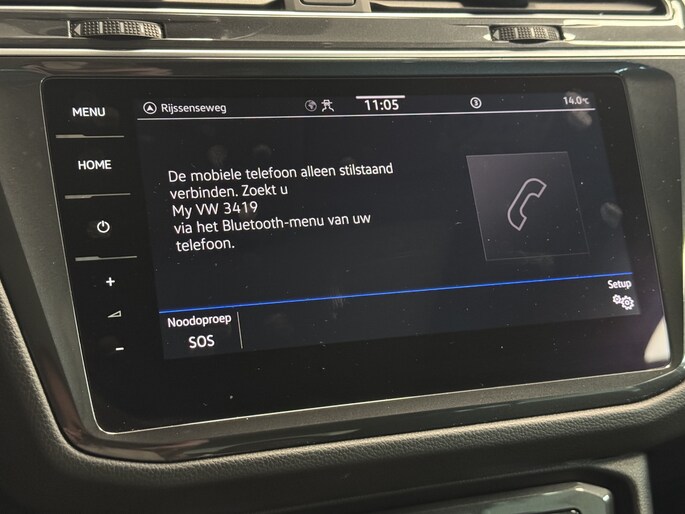 MENU
HOME
Rijssenseweg
11:05
3
14.0°C
De mobiele telefoon alleen stilstaand
verbinden. Zoekt u
My VW 3419
via het Bluetooth-menu van uw
telefoon.
Setup
Noodoproep
SOS
+
-